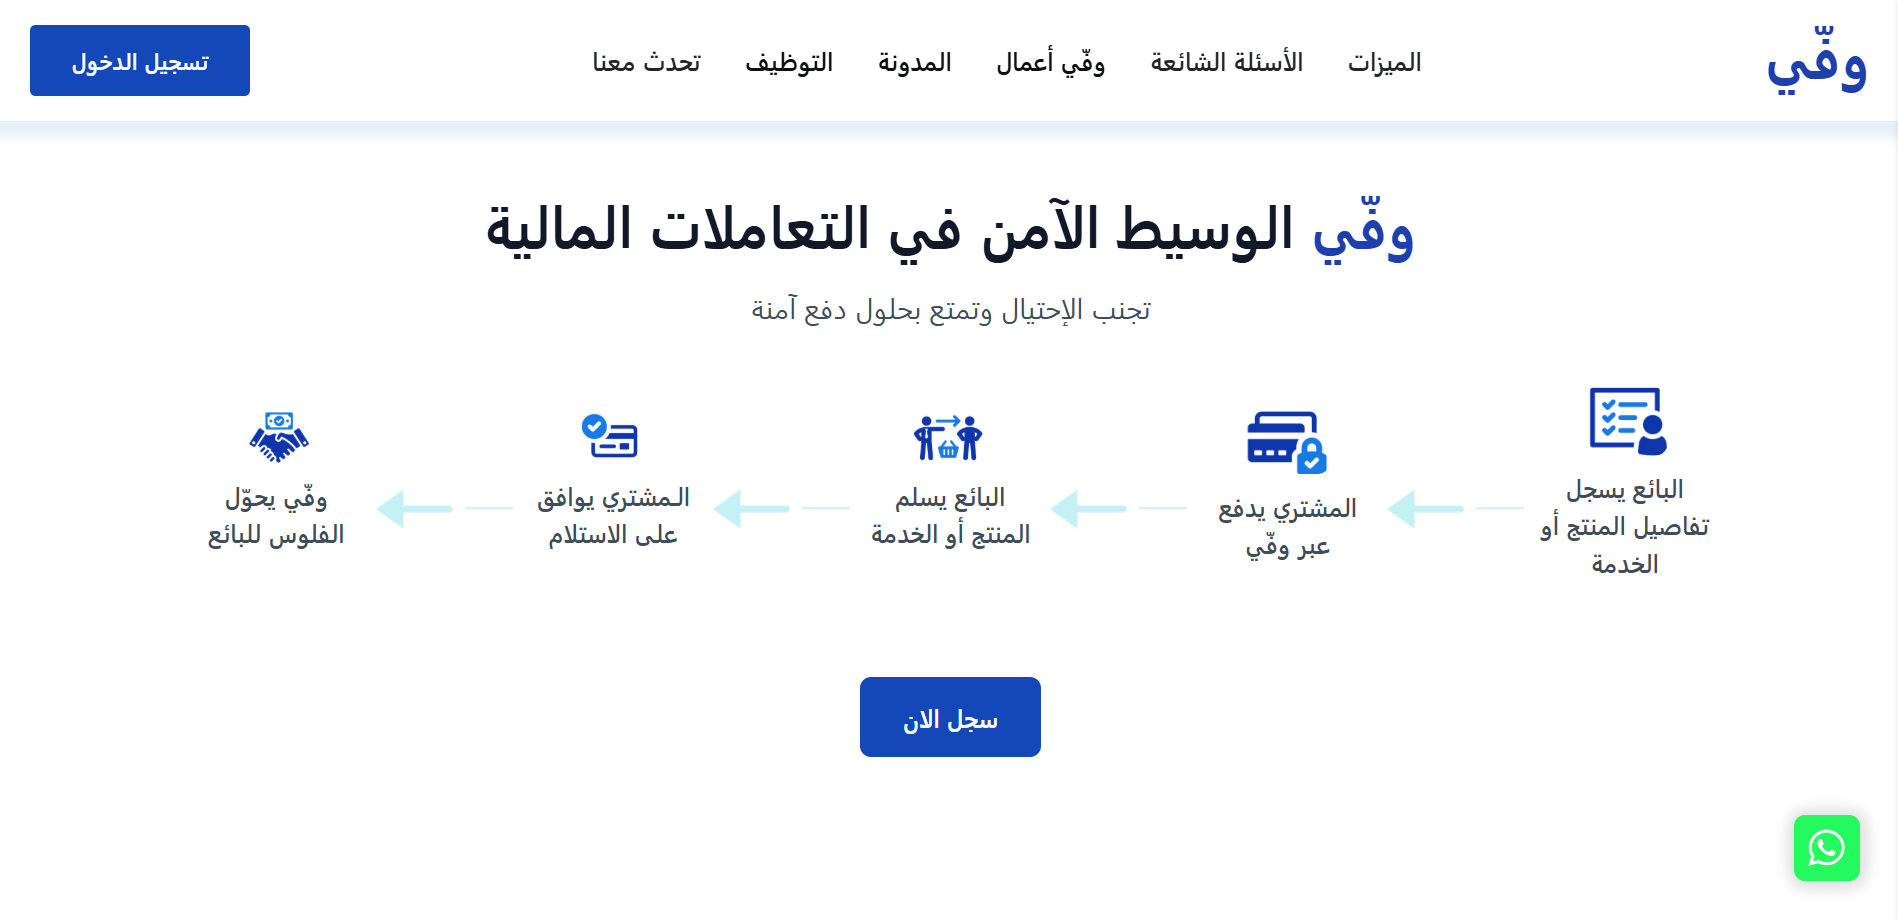 وفّي
الميزات
الأسئلة الشائعة
وفّي أعمال
المدونة
التوظيف
تحدث معنا
تسجيل الدخول
وفّي الوسيط الآمن في التعاملات المالية
تجنب الإحتيال وتمتع بحلول دفع آمنة
البائع يسجل
تفاصيل المنتج أو
الخدمة
المشتري يدفع
عبر وفّي
البائع يسلم
المنتج أو الخدمة
الـمشتري يوافق
على الاستلام
وفّي يحوّل
الفلوس للبائع
سجل الان